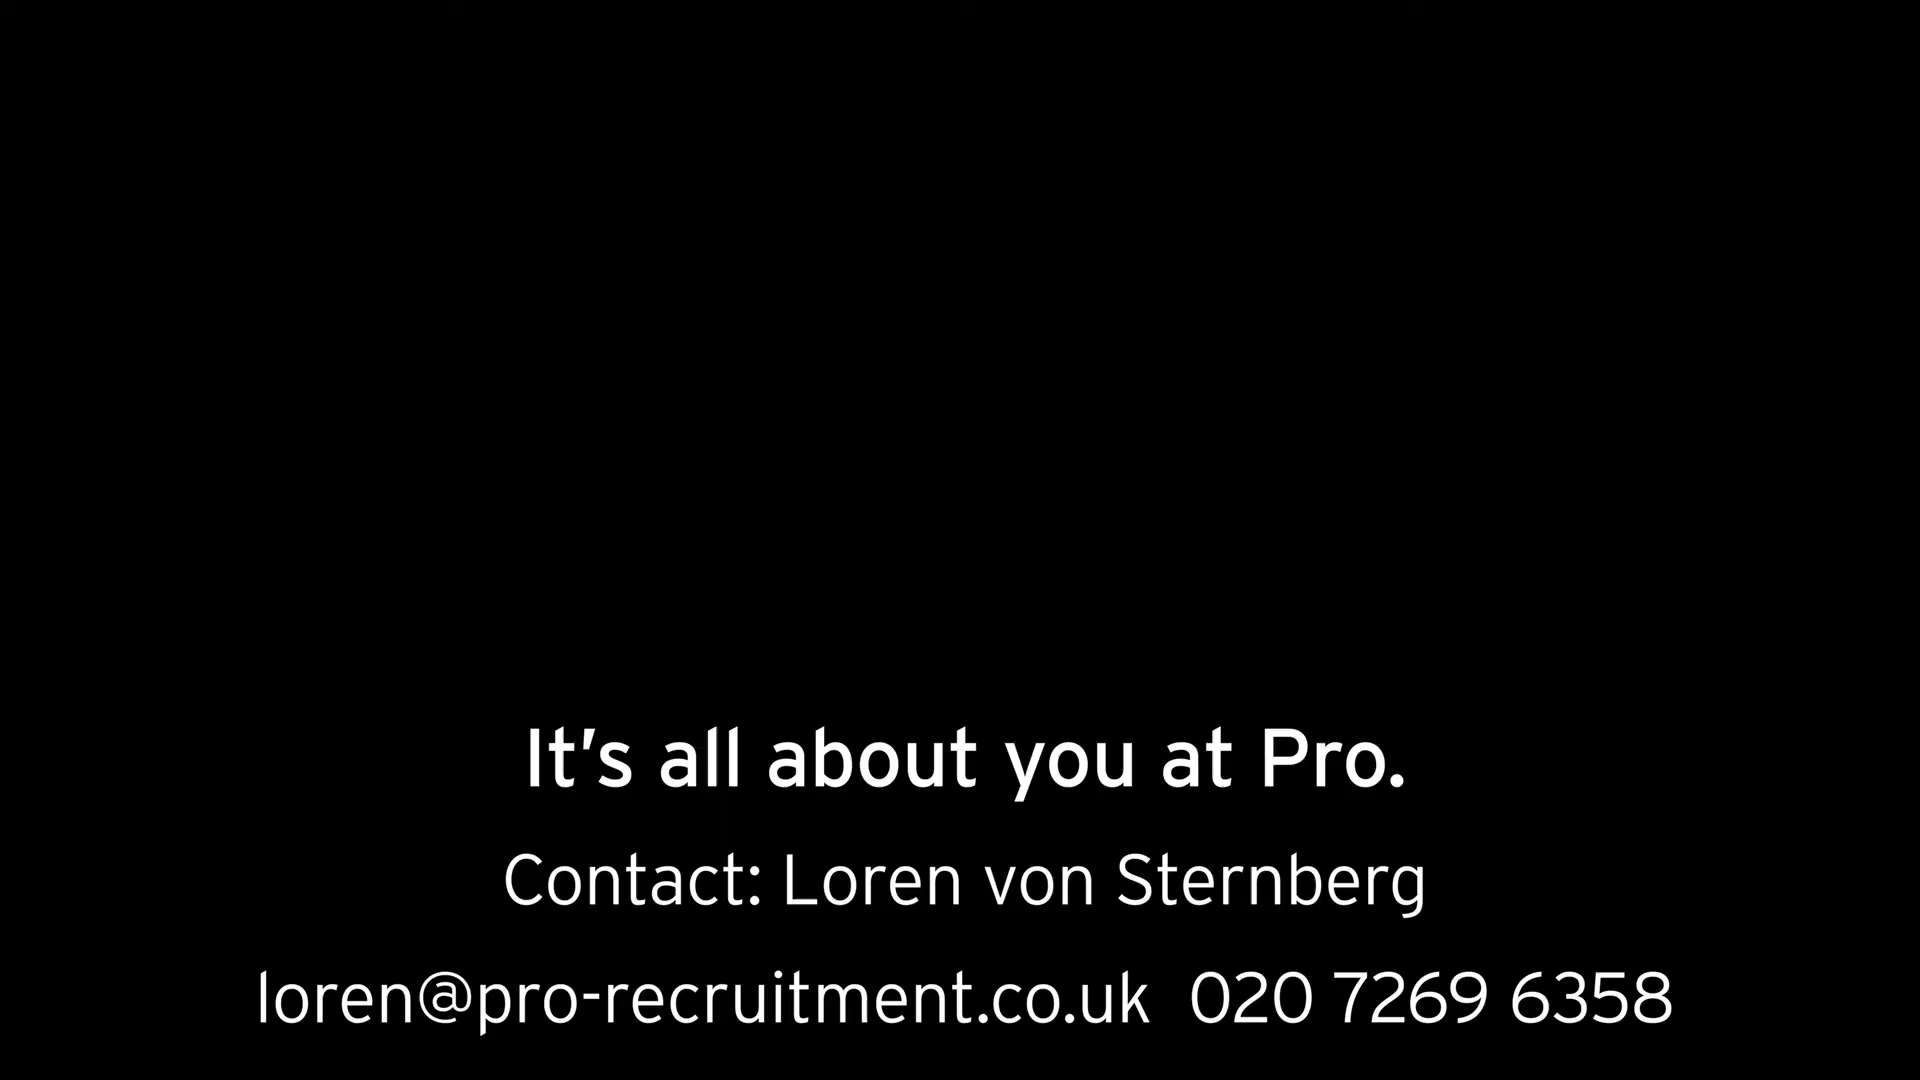 It's all about you at Pro.
Contact: Loren von Sternberg
loren@pro-recruitment.co.uk 020 7269 6358